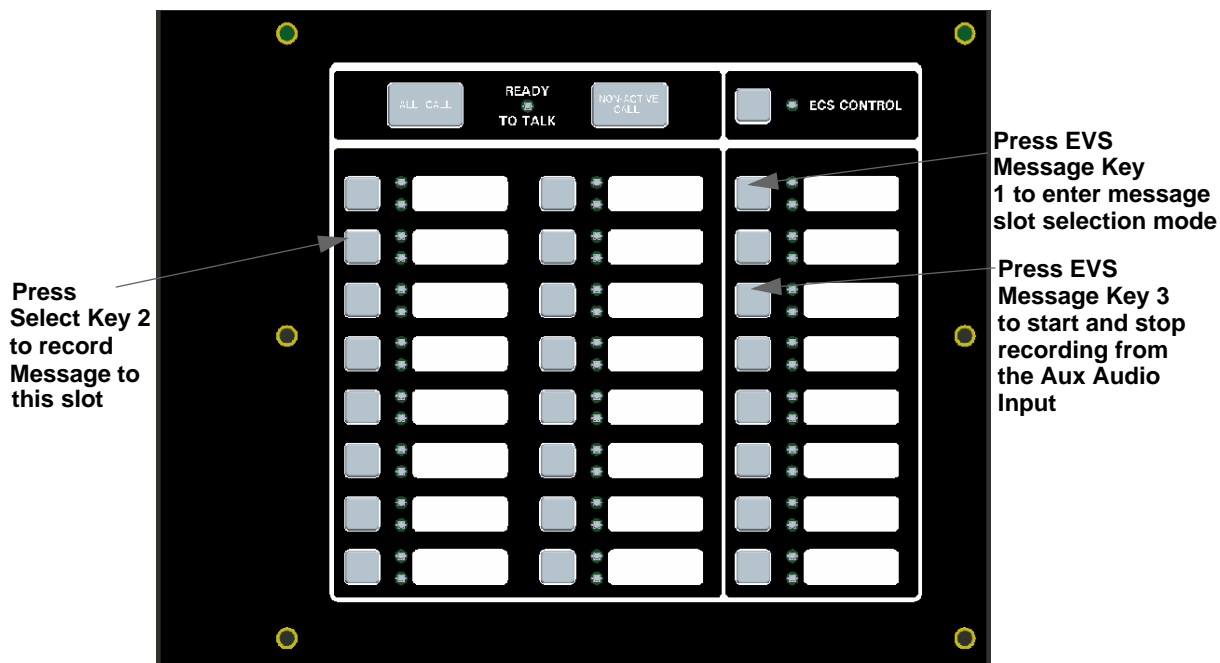 ALL CALL
READY
TO TALK
NON-ACTIVE
CALL
ECS CONTROL
Press EVS
Message Key
1 to enter message
slot selection mode
Press EVS
Message Key 3
to start and stop
recording from
the Aux Audio
Input
Press
Select Key 2
to record
Message to
this slot